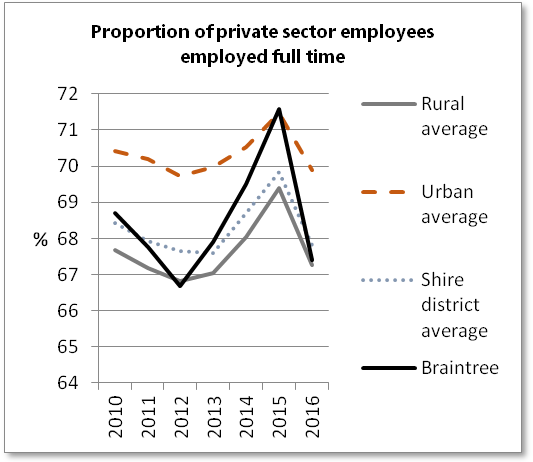 Proportion of private sector employees
employed full time
72
71
70
69
68
67
66
65
64
%
2010
2011
2012
2013
2014
2015
2016
Rural
average
Urban
average
Shire
district
average
Braintree